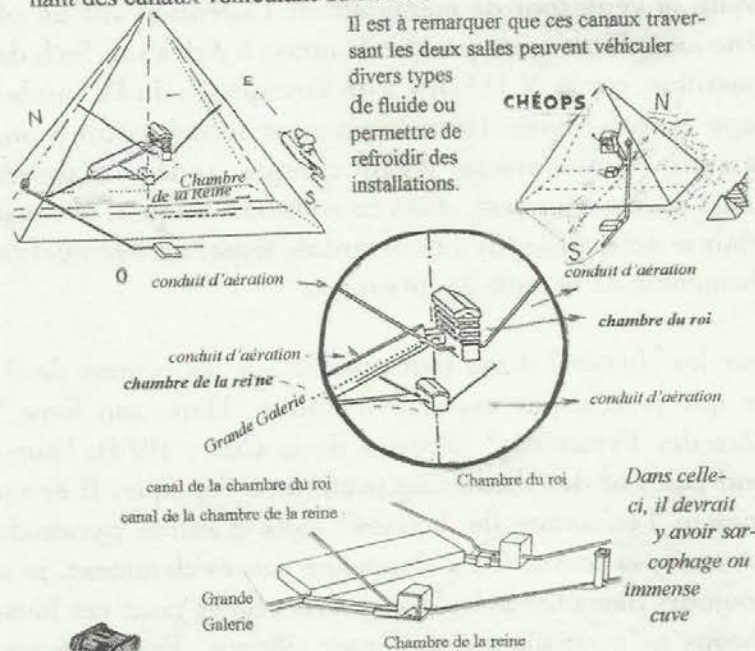 nant des canaux
Il est à remarquer que ces canaux traver-
sant les deux salles peuvent véhiculer
divers types
de fluide ou
permettre de
refroidir des
installations.
N
E
S
O
Chambre
de la Reine
CHÉOPS
N
S
conduit d'aération
conduit d'aération
chambre du roi
conduit d'aération
chambre de la reine
Grande Galerie
conduit d'aération
canal de la chambre du roi
Chambre du roi
canal de la chambre de la reine
Dans celle-
ci, il devrait
y avoir sar-
cophage ou
immense
cuve
Grande
Galerie
Chambre de la reine